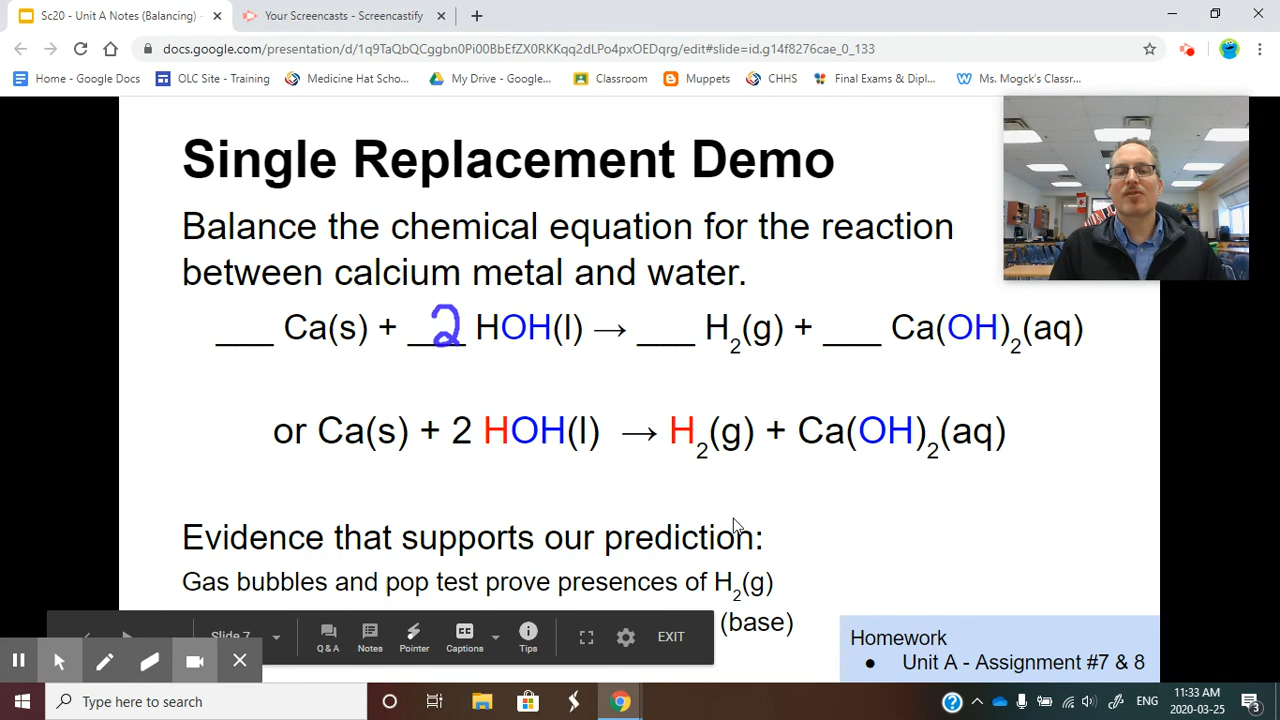 Sc20 - Unit A Notes (Balancing) -
Your Screencasts - Screencastify
docs.google.com/presentation/d/1q9TaQbQCggbn0Pi00BbEfZX0RKKqq2dLPo4pxOEDqrg/edit#slide=id.g14f8276cae_0_133
Home - Google Docs OLC Site - Training Medicine Hat Scho... My Drive - Google... Classroom Muppets CHHS Final Exams & Dipl... Ms. Mogck's Classr...
Single Replacement Demo
Balance the chemical equation for the reaction
between calcium metal and water.
___ Ca(s) + 2 HOH(l) → ___ H₂(g) + ___ Ca(OH)₂(aq)
or Ca(s) + 2 HOH(l) → H₂(g) + Ca(OH)₂(aq)
Evidence that supports our prediction:
Gas bubbles and pop test prove presences of H₂(g)
(base)
Slide 7 Q & A Notes Pointer Captions Tips EXIT
Homework
● Unit A - Assignment #7 & 8
Type here to search
ENG
11:33 AM
2020-03-25
3